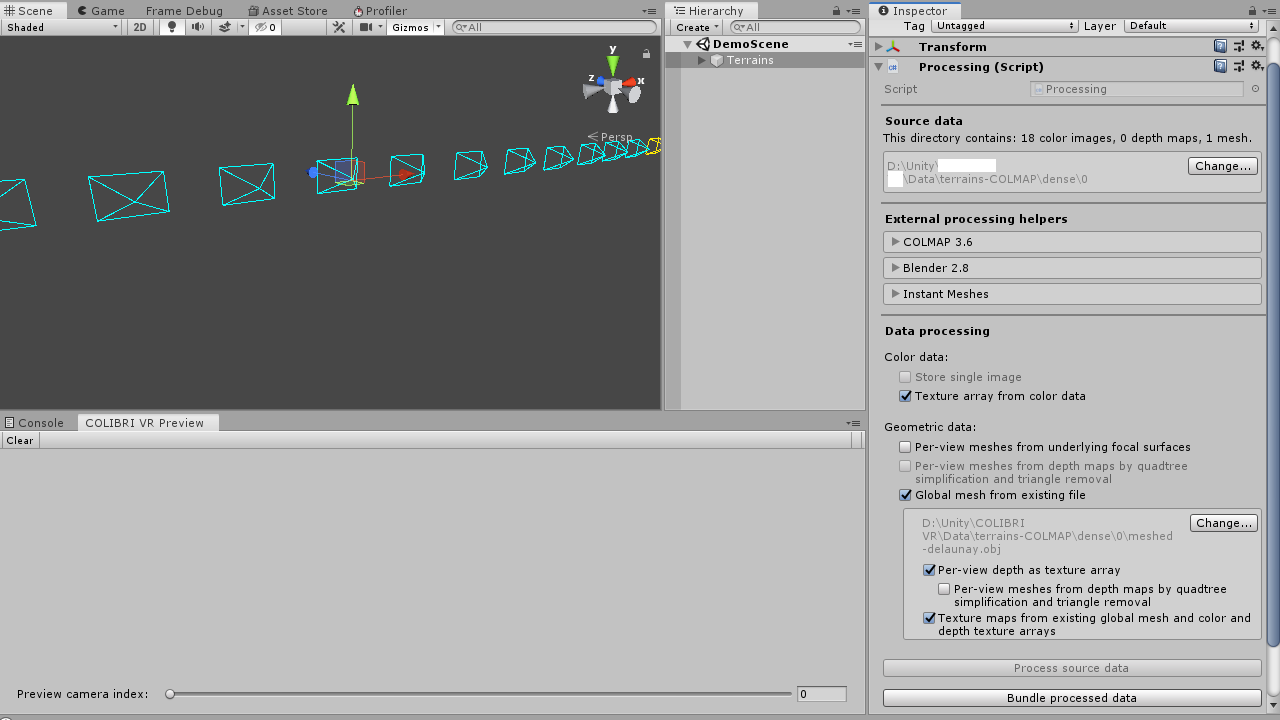 Scene
Game
Frame Debug
Asset Store
Profiler
Shaded
2D
0
Gizmos
All
y
z
x
Persp
Hierarchy
Create
All
DemoScene
Terrains
Console
COLIBRI VR Preview
Clear
Preview camera index:
0
Inspector
Tag
Untagged
Layer
Default
Transform
Processing (Script)
Script
Processing
Source data
This directory contains: 18 color images, 0 depth maps, 1 mesh.
D:\Unity\
\Data\terrains-COLMAP\dense\0
Change...
External processing helpers
COLMAP 3.6
Blender 2.8
Instant Meshes
Data processing
Color data:
Store single image
Texture array from color data
Geometric data:
Per-view meshes from underlying focal surfaces
Per-view meshes from depth maps by quadtree
simplification and triangle removal
Global mesh from existing file
D:\Unity\COLIBRI
VR\Data\terrains-COLMAP\dense\0\meshed
-delaunay.obj
Change...
Per-view depth as texture array
Per-view meshes from depth maps by quadtree
simplification and triangle removal
Texture maps from existing global mesh and color and
depth texture arrays
Process source data
Bundle processed data